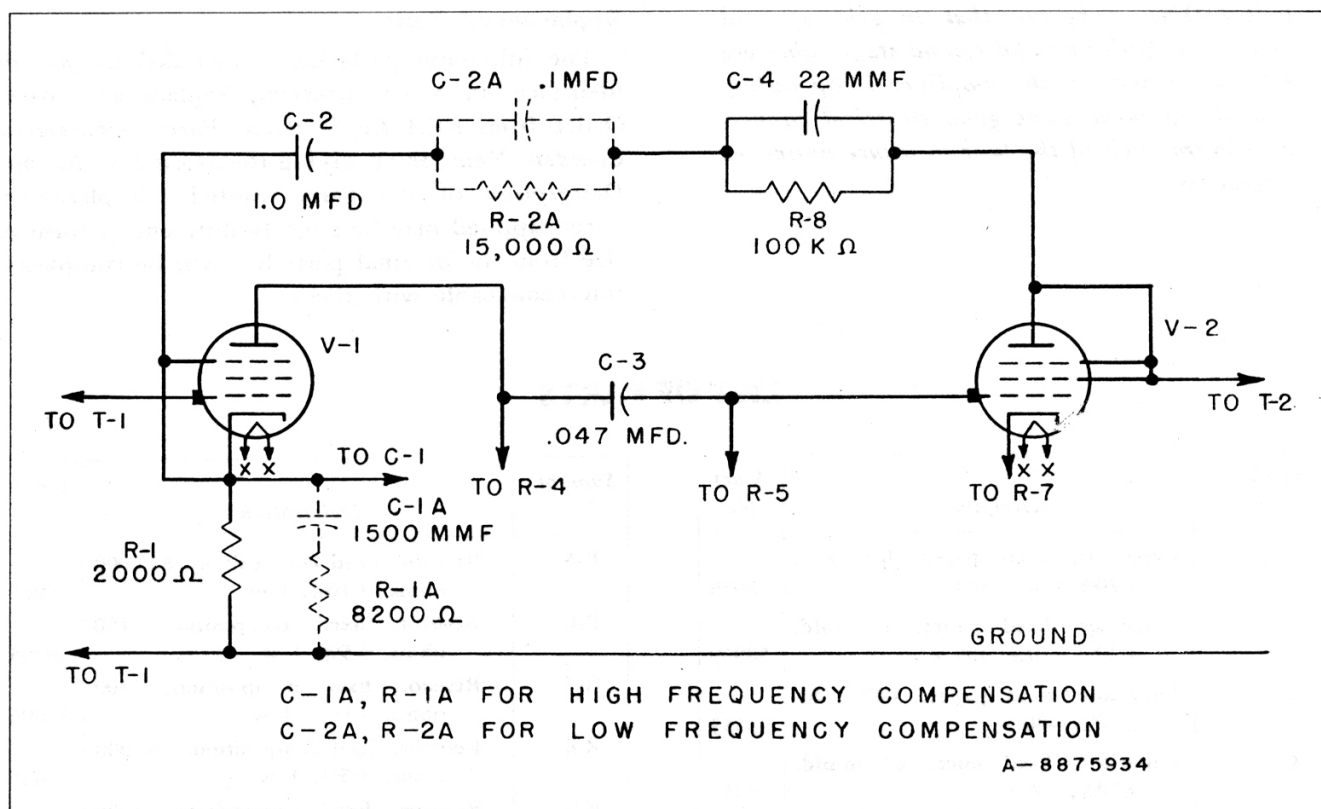 C-2A .1MFD
C-4 22 MMF
C-2
1.0 MFD
R-2A
15,000 Ω
R-8
100 K Ω
V-1
V-2
C-3
.047 MFD.
TO T-1
TO T-2
X X
TO C-1
TO R-4
TO R-5
TO R-7
X X
C-1A
1500 MMF
R-1
2000 Ω
R-1A
8200 Ω
GROUND
TO T-1
C-1A, R-1A FOR HIGH FREQUENCY COMPENSATION
C-2A, R-2A FOR LOW FREQUENCY COMPENSATION
A-8875934